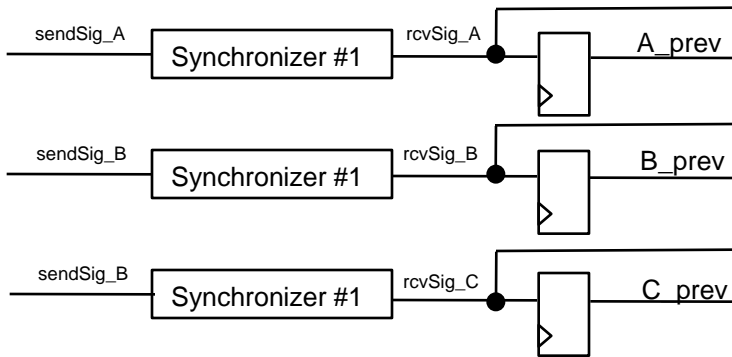 sendSig_A
Synchronizer #1
rcvSig_A
A_prev
sendSig_B
Synchronizer #1
rcvSig_B
B_prev
sendSig_B
Synchronizer #1
rcvSig_C
C_prev